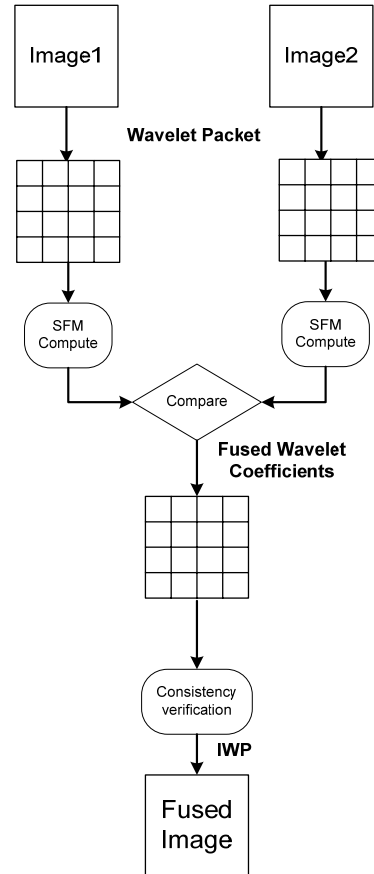 Image1
Image2
Wavelet Packet
SFM
Compute
SFM
Compute
Compare
Fused Wavelet
Coefficients
Consistency
verification
IWP
Fused
Image